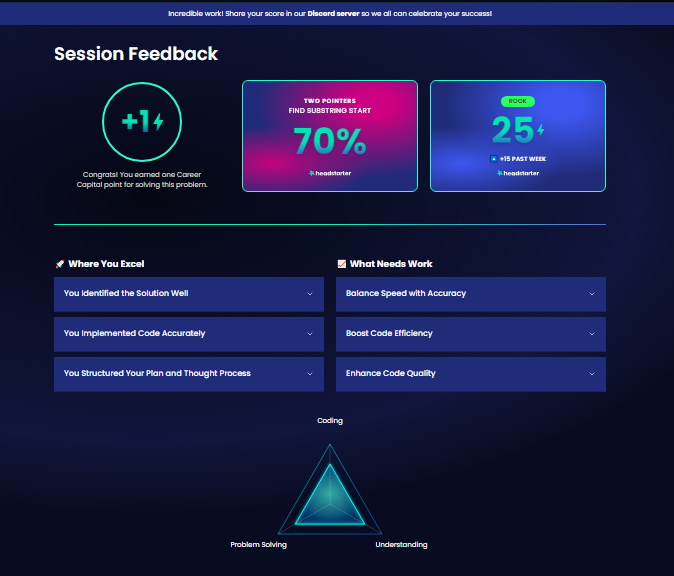 Incredible work! Share your score in our Discord server so we all can celebrate your success!
Session Feedback
+1
Congrats! You earned one Career
Capital point for solving this problem.
TWO POINTERS
FIND SUBSTRING START
70%
headstarter
ROOK
25
+15 PAST WEEK
headstarter
Where You Excel
You Identified the Solution Well
You Implemented Code Accurately
You Structured Your Plan and Thought Process
What Needs Work
Balance Speed with Accuracy
Boost Code Efficiency
Enhance Code Quality
Coding
Problem Solving
Understanding